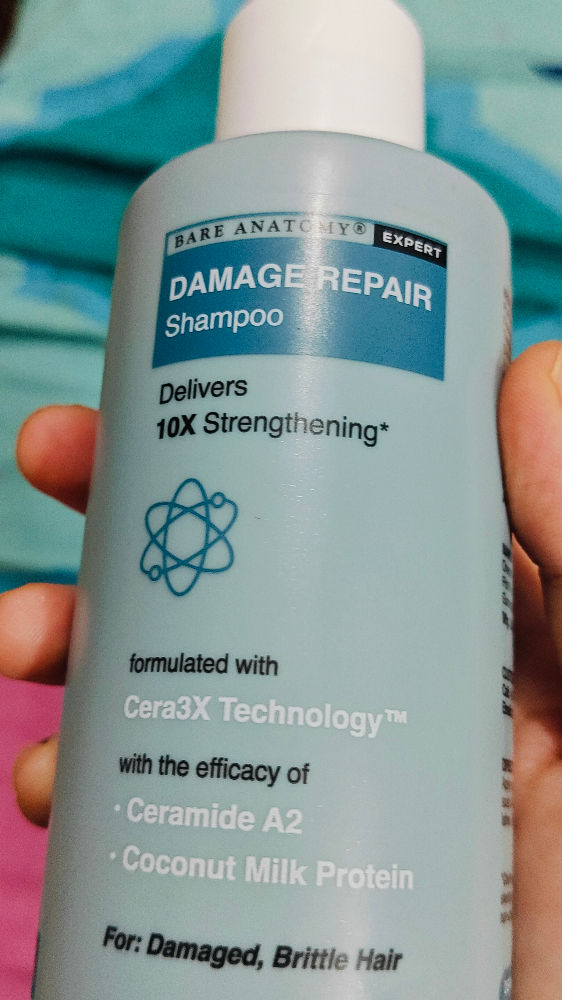 BARE ANATOMY® EXPERT
DAMAGE REPAIR
Shampoo
Delivers
10X Strengthening*
formulated with
Cera3X Technology™
with the efficacy of
· Ceramide A2
· Coconut Milk Protein
For: Damaged, Brittle Hair